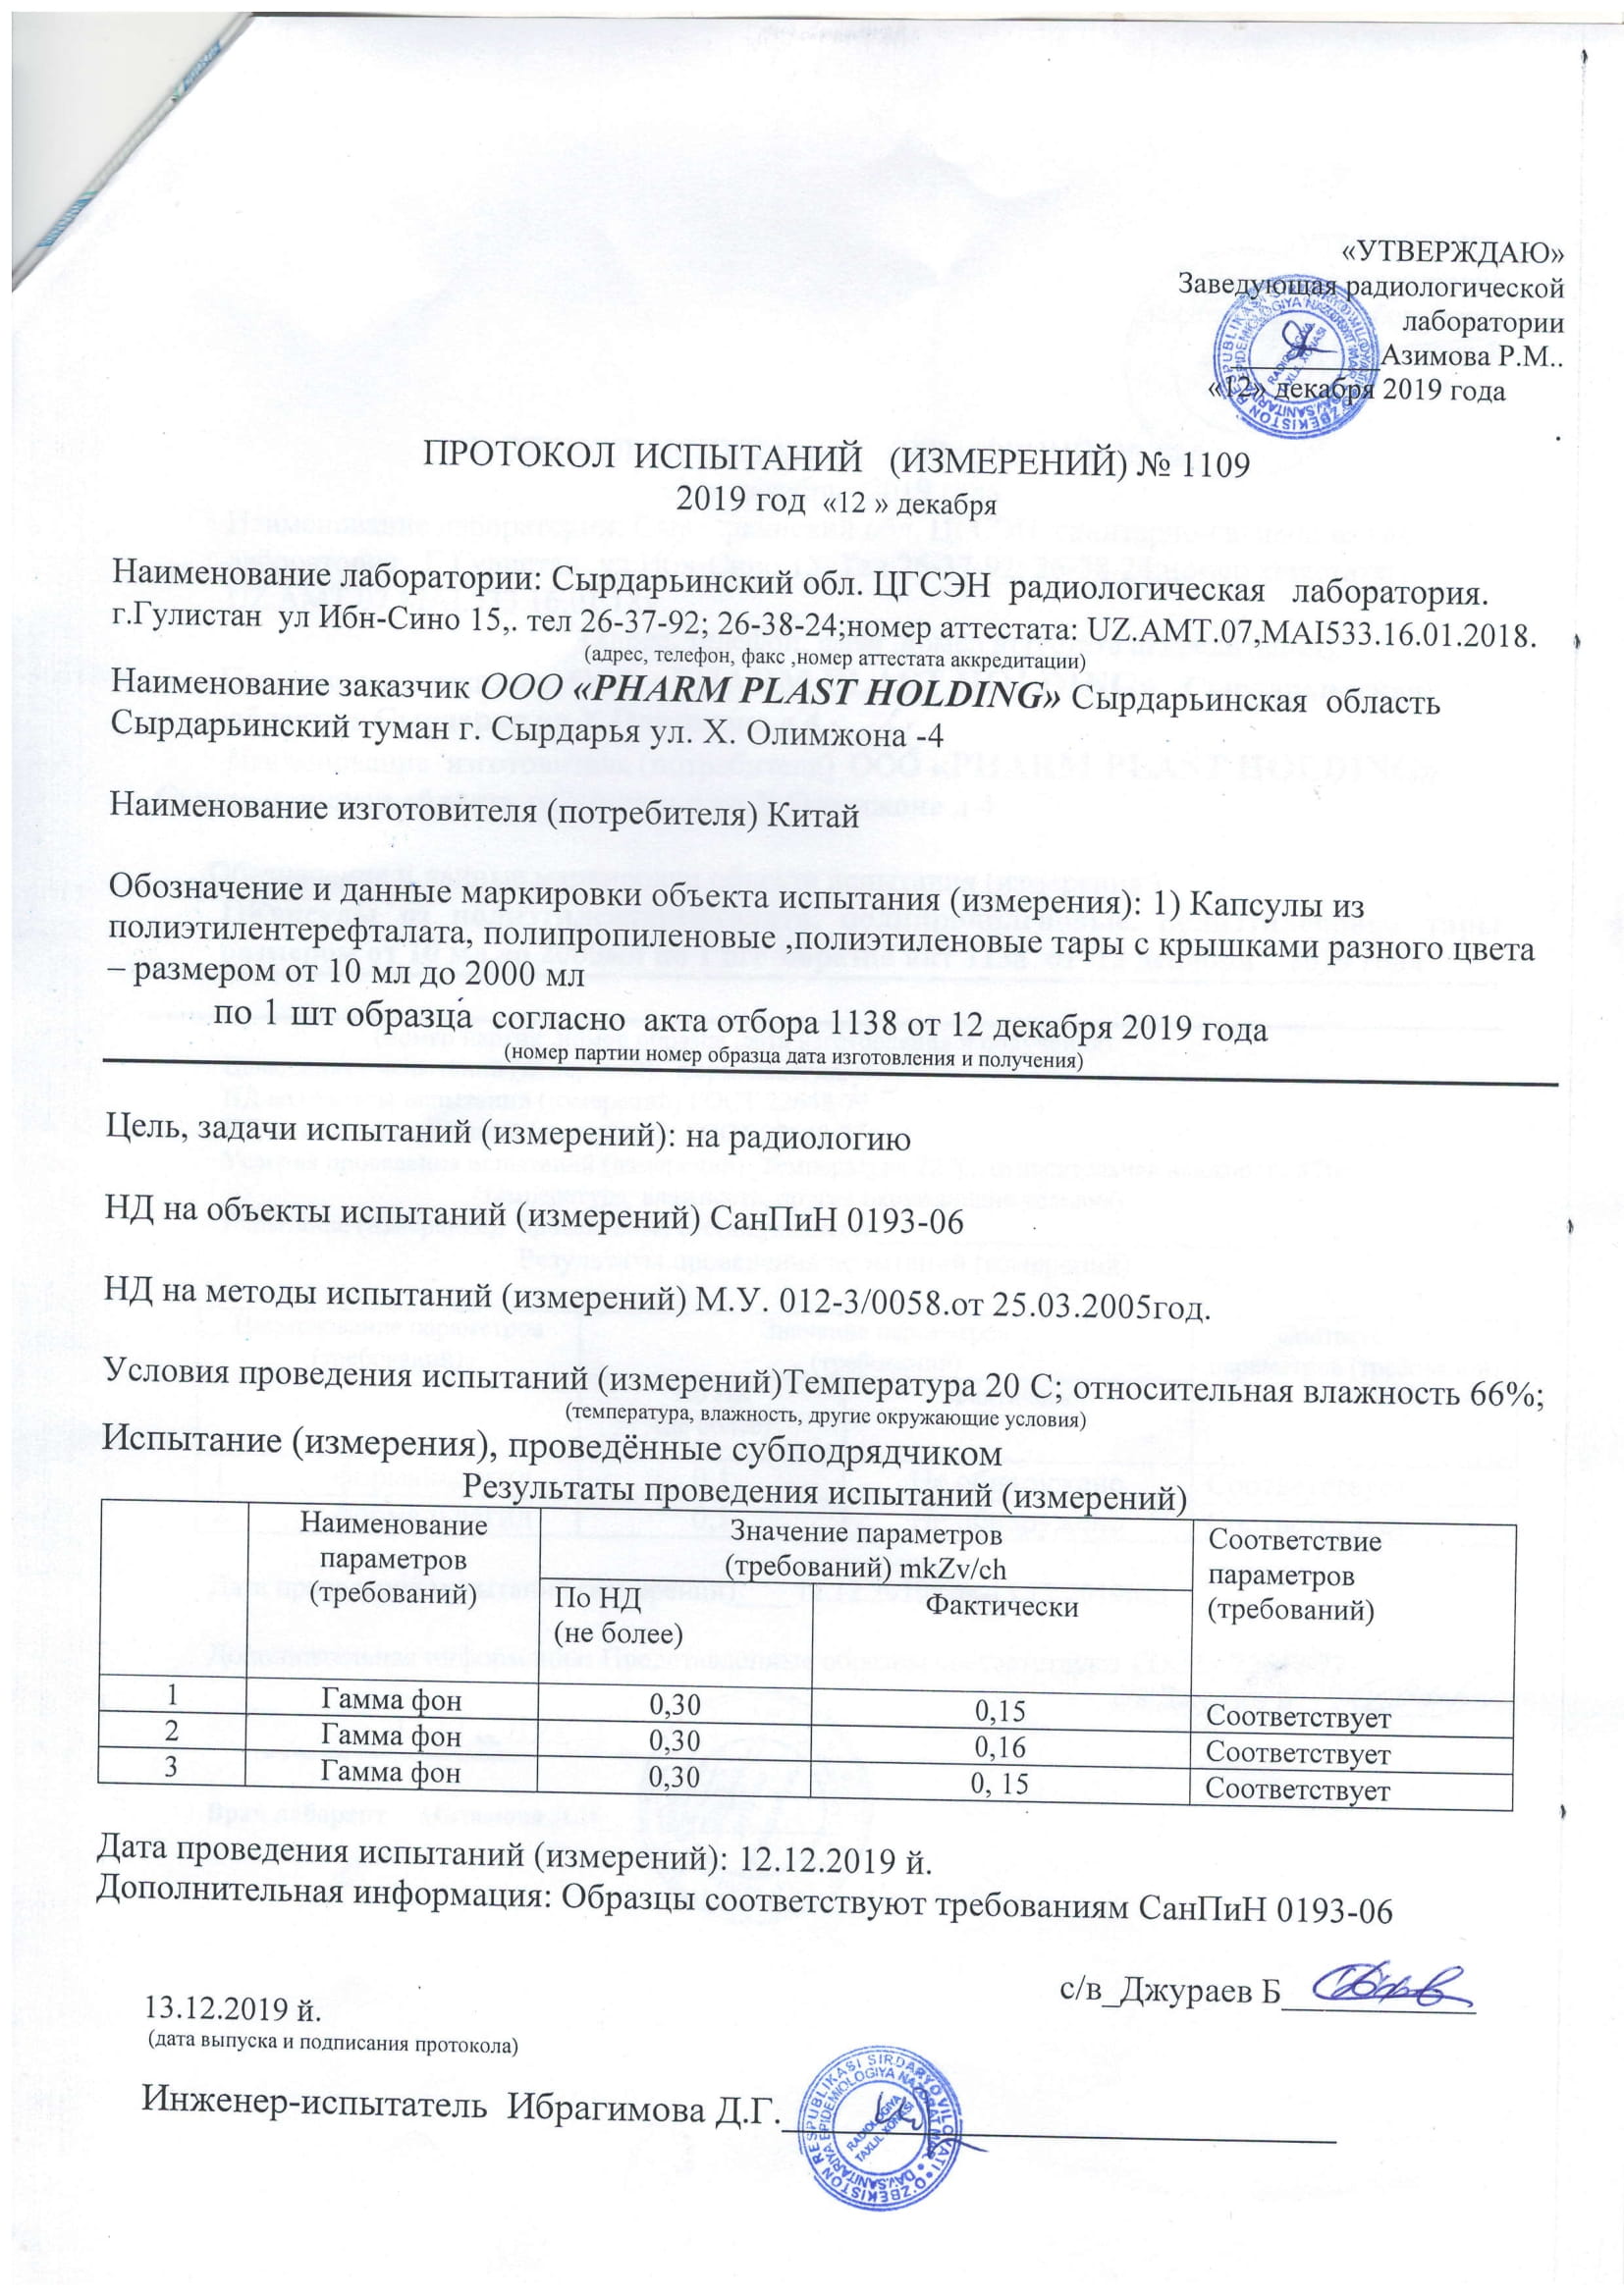 «УТВЕРЖДАЮ»
Заведующая радиологической
лаборатории
Азимова Р.М..
«12» декабря 2019 года
ПРОТОКОЛ ИСПЫТАНИЙ (ИЗМЕРЕНИЙ) № 1109
2019 год «12 » декабря
Наименование лаборатории: Сырдарьинский обл. ЦГСЭН радиологическая лаборатория.
г.Гулистан ул Ибн-Сино 15,. тел 26-37-92; 26-38-24;номер аттестата: UZ.AMT.07,MAI533.16.01.2018.
(адрес, телефон, факс ,номер аттестата аккредитации)
Наименование заказчик ООО «PHARM PLAST HOLDING» Сырдарьинская область
Сырдарьинский туман г. Сырдарья ул. Х. Олимжона -4
Наименование изготовителя (потребителя) Китай
Обозначение и данные маркировки объекта испытания (измерения): 1) Капсулы из
полиэтилентерефталата, полипропиленовые ,полиэтиленовые тары с крышками разного цвета
– размером от 10 мл до 2000 мл
по 1 шт образца согласно акта отбора 1138 от 12 декабря 2019 года
(номер партии номер образца дата изготовления и получения)
Цель, задачи испытаний (измерений): на радиологию
НД на объекты испытаний (измерений) СанПиН 0193-06
НД на методы испытаний (измерений) М.У. 012-3/0058.от 25.03.2005год.
Условия проведения испытаний (измерений)Температура 20 С; относительная влажность 66%;
(температура, влажность, другие окружающие условия)
Испытание (измерения), проведённые субподрядчиком
Результаты проведения испытаний (измерений)
Наименование параметров (требований) Значение параметров (требований) mkZv/ch Соответствие параметров (требований)
По НД (не более) Фактически
1 Гамма фон 0,30 0,15 Соответствует
2 Гамма фон 0,30 0,16 Соответствует
3 Гамма фон 0,30 0, 15 Соответствует
Дата проведения испытаний (измерений): 12.12.2019 й.
Дополнительная информация: Образцы соответствуют требованиям СанПиН 0193-06
с/в_Джураев Б
13.12.2019 й.
(дата выпуска и подписания протокола)
Инженер-испытатель Ибрагимова Д.Г.
RADIOLOGIYA
TAXLIL XONASI